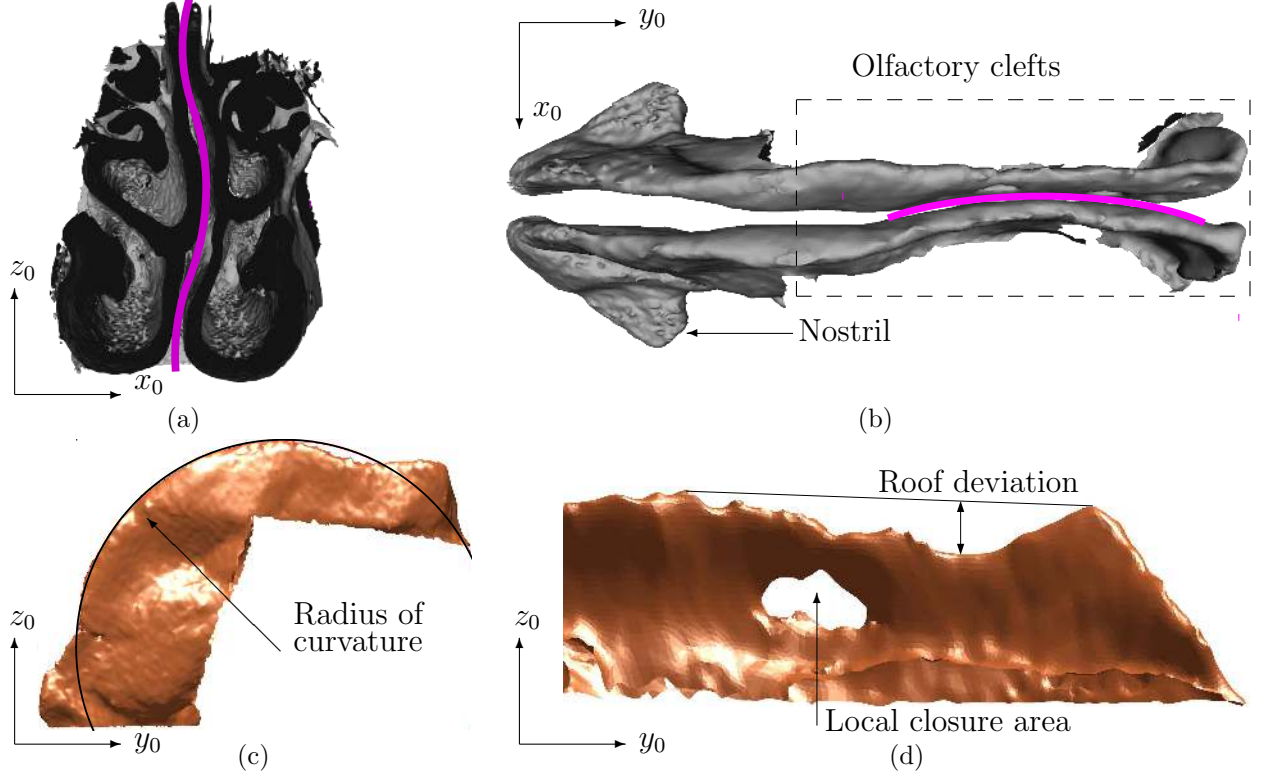 z₀
x₀
(a)
y₀
x₀
Olfactory clefts
Nostril
(b)
Radius of
curvature
z₀
y₀
(c)
Roof deviation
z₀
Local closure area
y₀
(d)